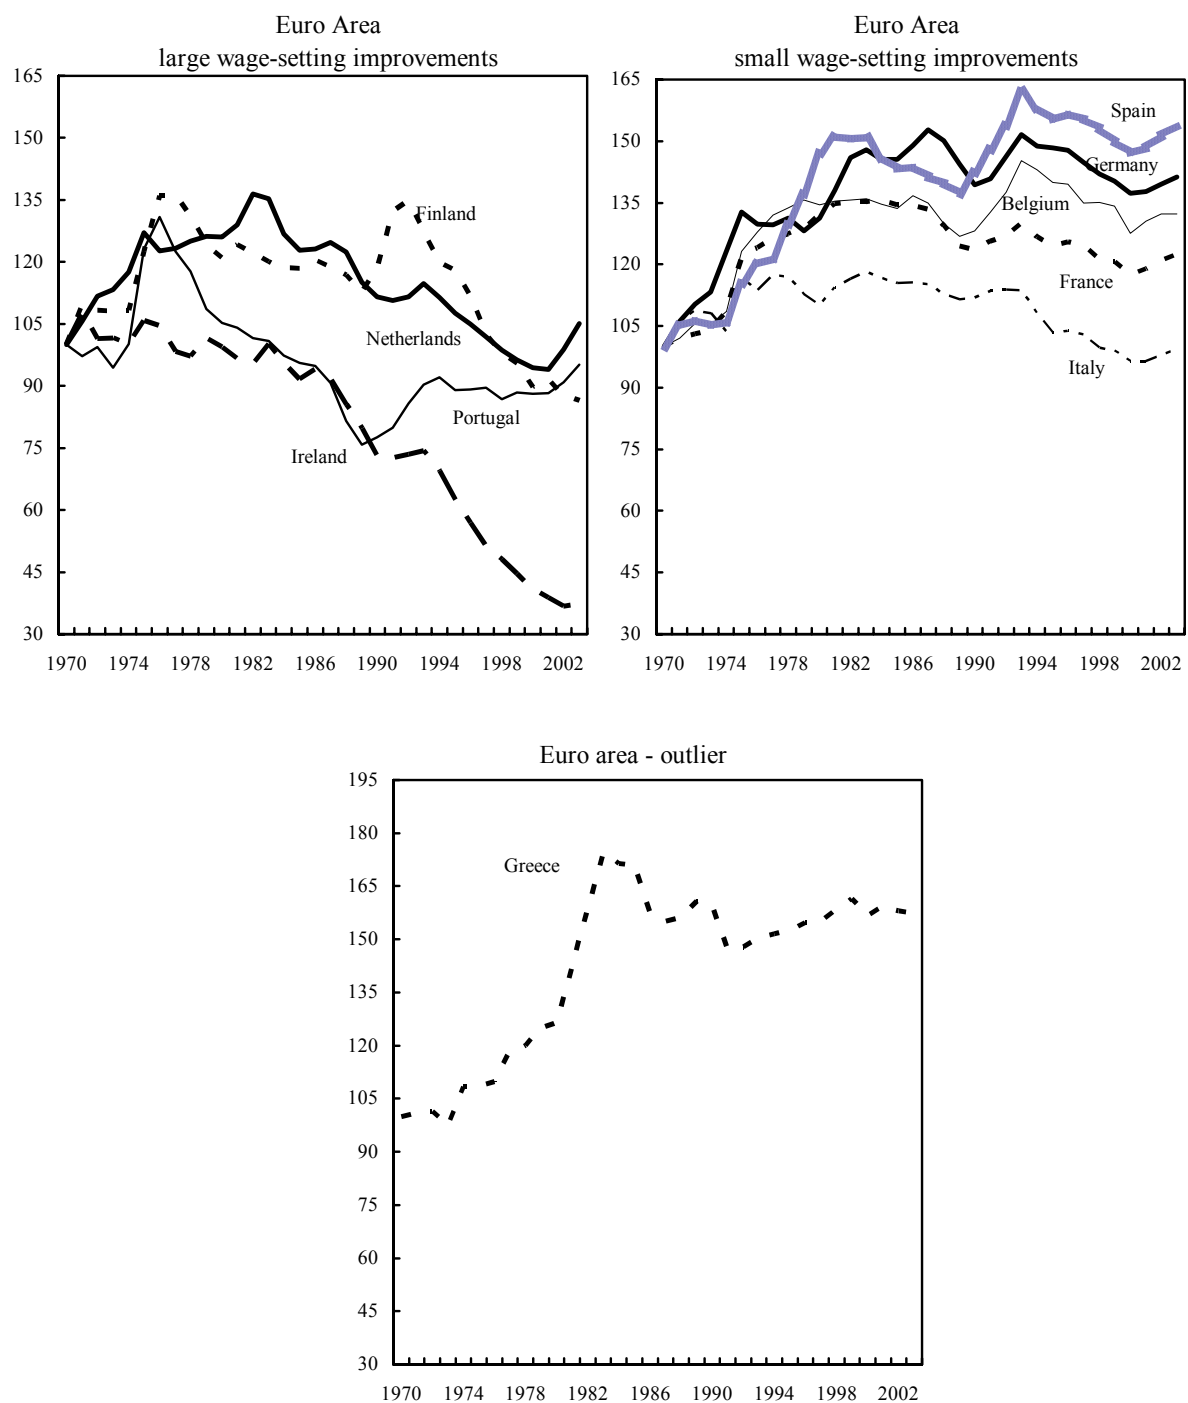 Euro Area
large wage-setting improvements
165
150
135
120
105
90
75
60
45
30
Finland
Netherlands
Portugal
Ireland
1970 1974 1978 1982 1986 1990 1994 1998 2002
Euro Area
small wage-setting improvements
165
150
135
120
105
90
75
60
45
30
Spain
Germany
Belgium
France
Italy
1970 1974 1978 1982 1986 1990 1994 1998 2002
Euro area - outlier
195
180
165
150
135
120
105
90
75
60
45
30
Greece
1970 1974 1978 1982 1986 1990 1994 1998 2002